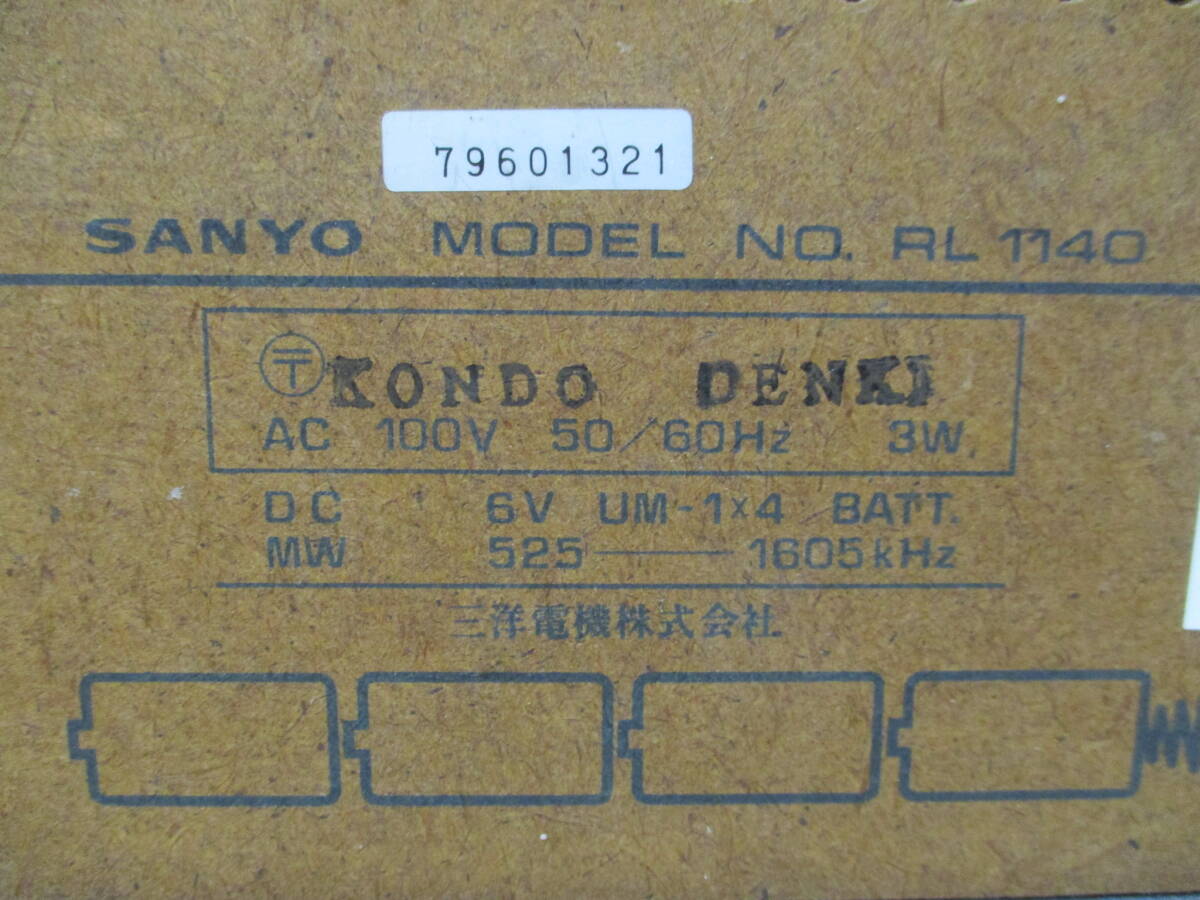 79601321
SANYO MODEL NO. RL 1140
〒 KONDO DENKI
AC 100V 50/60Hz 3W.
DC 6V UM-1×4 BATT.
MW 525 — 1605kHz
三洋電機株式会社